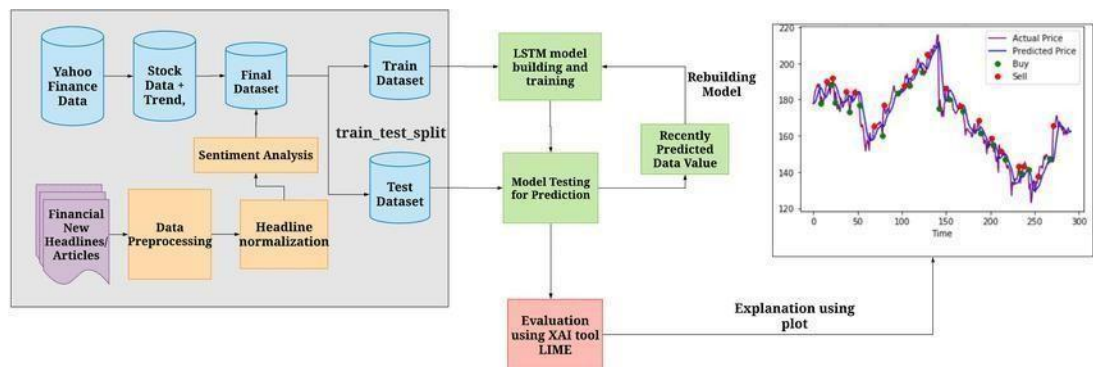 Yahoo
Finance
Data
Stock
Data +
Trend,
Final
Dataset
Train
Dataset
train_test_split
Sentiment Analysis
Test
Dataset
Financial
New
Headlines/
Articles
Data
Preprocessing
Headline
normalization
LSTM model
building and
training
Rebuilding
Model
Recently
Predicted
Data Value
Model Testing
for Prediction
Evaluation
using XAI tool
LIME
Explanation using
plot
220
200
180
160
140
120
0
50
100
150
200
250
300
Time
Actual Price
Predicted Price
Buy
Sell